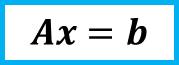 Ax = b